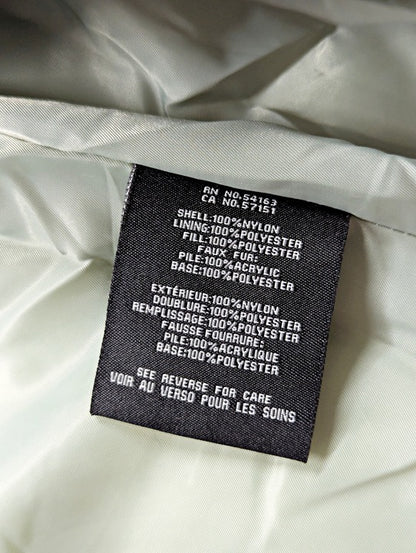 RN NO.54163
CA NO.57151
SHELL:100%NYLON
LINING:100%POLYESTER
FILL:100%POLYESTER
FAUX FUR:
PILE:100%ACRYLIC
BASE:100%POLYESTER
EXTÉRIEUR:100%NYLON
DOUBLURE:100%POLYESTER
REMPLISSAGE:100%POLYESTER
FAUSSE FOURRURE:
PILE:100%ACRYLIQUE
BASE:100%POLYESTER
SEE REVERSE FOR CARE
VOIR AU VERSO POUR LES SOINS